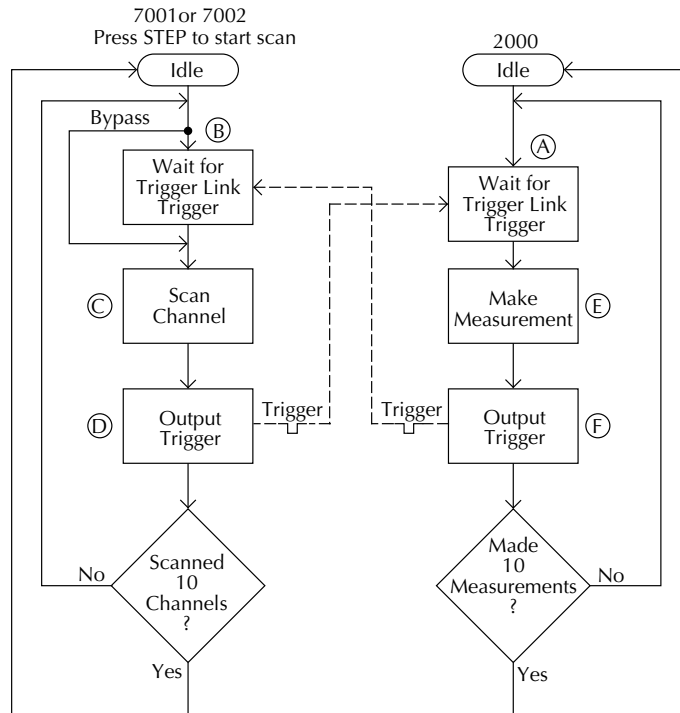 7001or 7002
Press STEP to start scan
Idle
Bypass
B
Wait for
Trigger Link
Trigger
C
Scan
Channel
D
Output
Trigger
Trigger
Scanned
10
Channels
?
No
Yes
2000
Idle
A
Wait for
Trigger Link
Trigger
Make
Measurement
E
Trigger
Output
Trigger
F
Made
10
Measurements
?
No
Yes